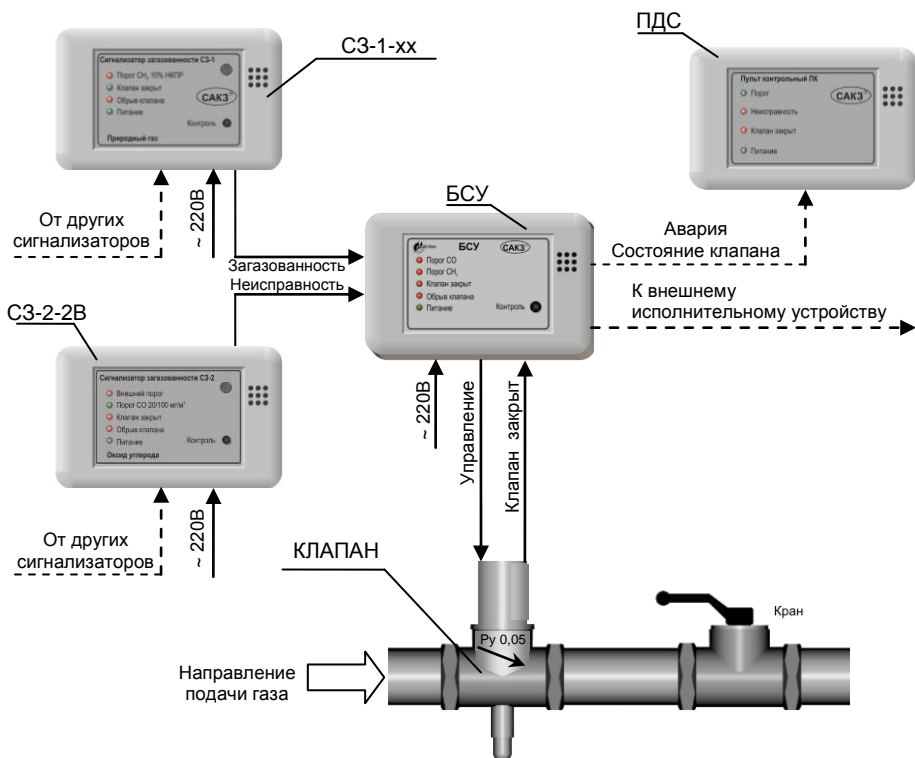 СЗ-1-хх
Сигнализатор загазованности СЗ-1
Порог CH₄ 10% НКПР
Клапан закрыт
Обрыв клапана
Питание
САКЗ®
Контроль
Природный газ
ПДС
Пульт контрольный ПК
Порог
Неисправность
Клапан закрыт
Питание
САКЗ®
От других
сигнализаторов
~ 220В
Загазованность
Неисправность
БСУ
БСУ
САКЗ
Порог СО
Порог CH₄
Клапан закрыт
Обрыв клапана
Питание
Контроль
Авария
Состояние клапана
К внешнему
исполнительному устройству
СЗ-2-2В
Сигнализатор загазованности СЗ-2
Внешний порог
Порог СО 20/100 мг/м³
Клапан закрыт
Обрыв клапана
Питание
Контроль
Оксид углерода
От других
сигнализаторов
~ 220В
~ 220В
Управление
Клапан закрыт
КЛАПАН
Ру 0,05
Кран
Направление
подачи газа